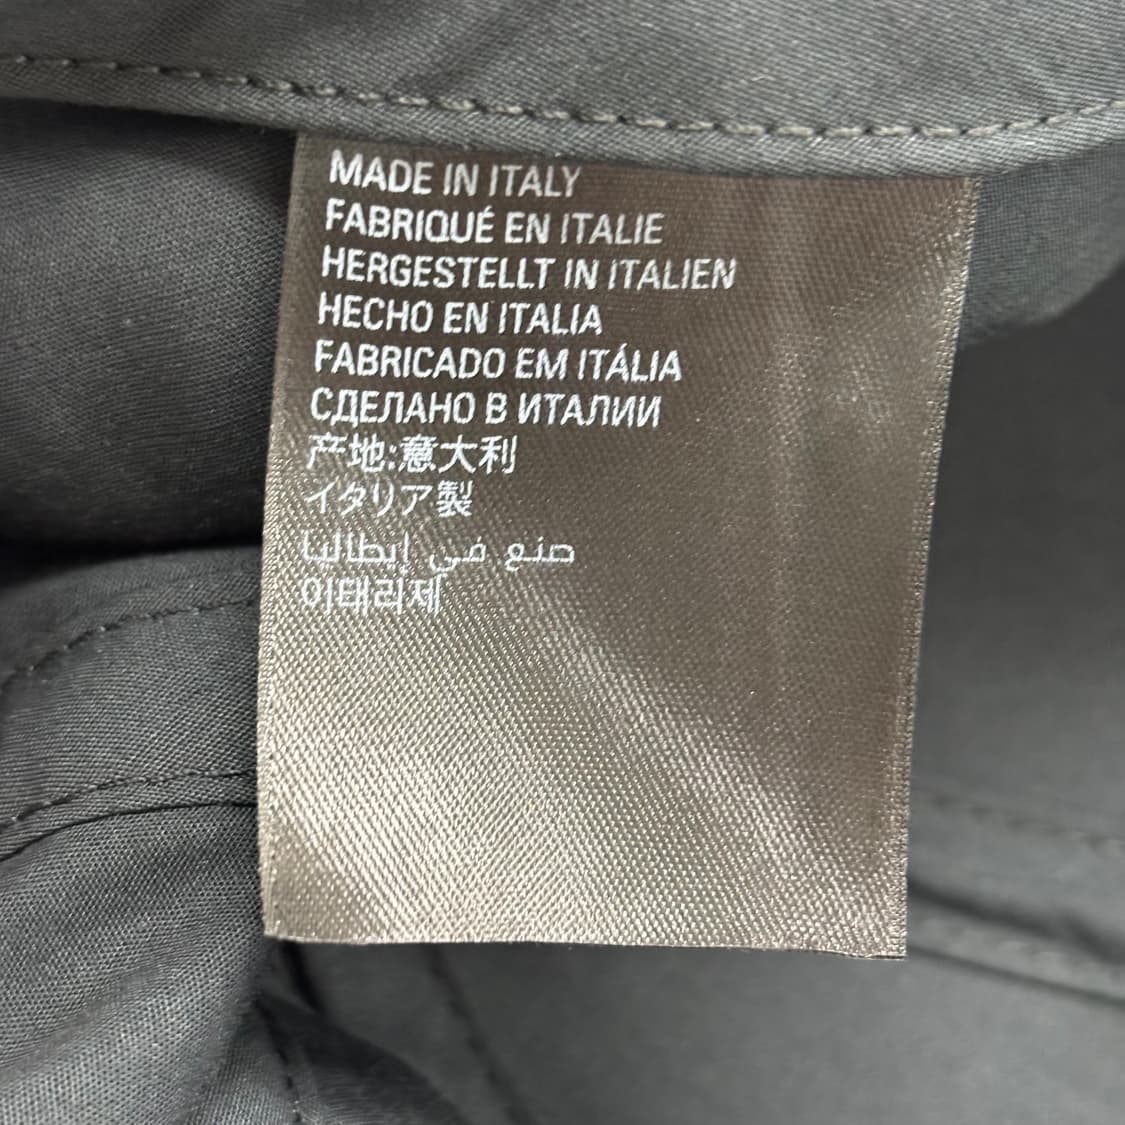 MADE IN ITALY
FABRIQUÉ EN ITALIE
HERGESTELLT IN ITALIEN
HECHO EN ITALIA
FABRICADO EM ITÁLIA
СДЕЛАНО В ИТАЛИИ
产地:意大利
イタリア製
صنع في إيطاليا
이태리제